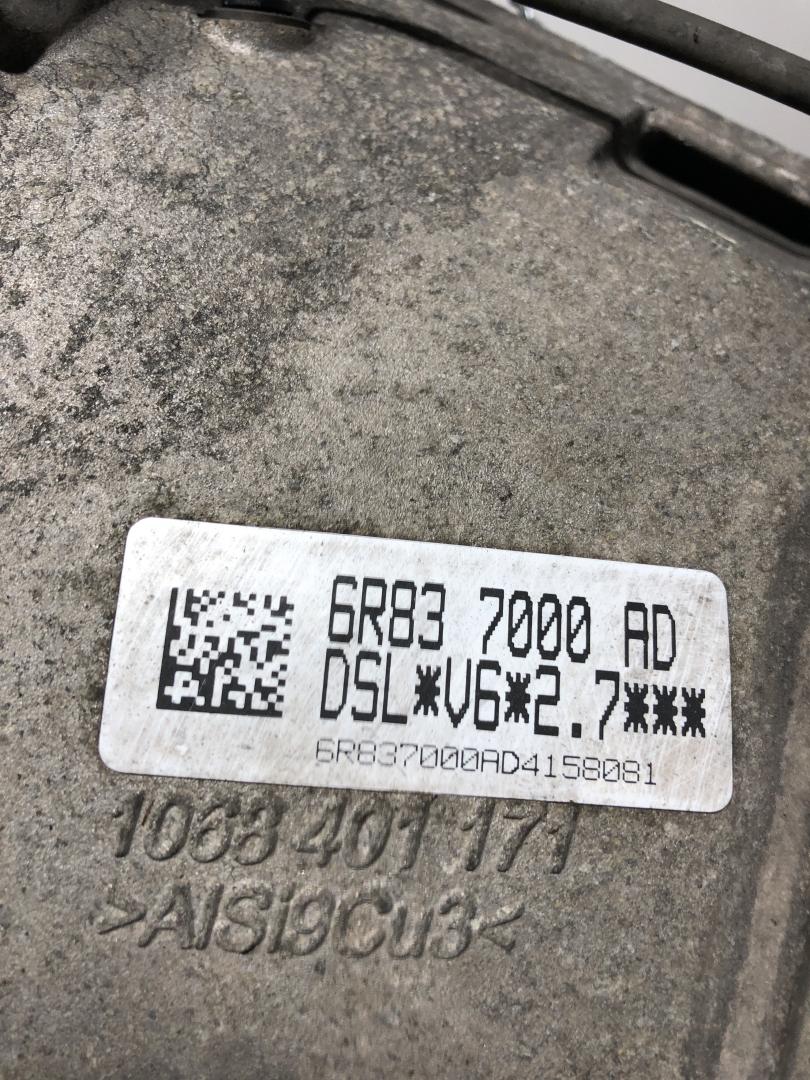 6R83 7000 AD
DSL*V6*2.7***
6R837000AD4158081
1068 401 171
>AlSi9Cu3<